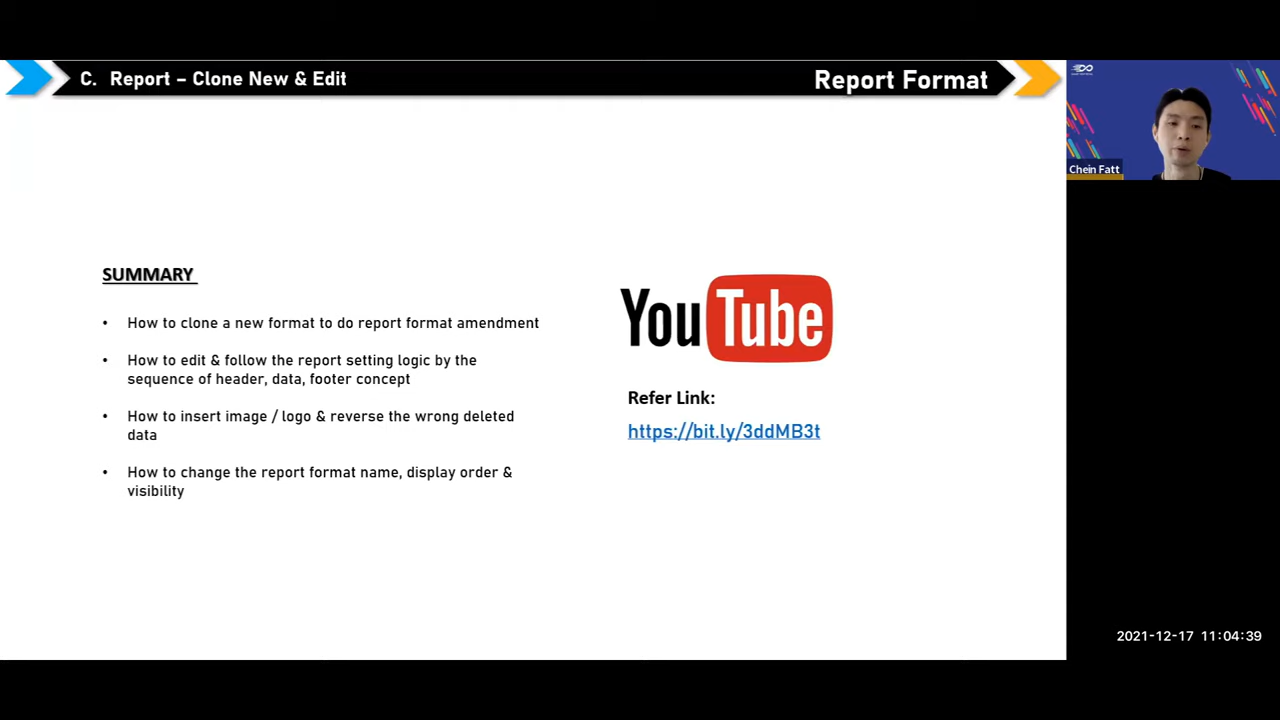 C. Report – Clone New & Edit
Report Format
Chein Fatt
SUMMARY
• How to clone a new format to do report format amendment
• How to edit & follow the report setting logic by the
sequence of header, data, footer concept
• How to insert image / logo & reverse the wrong deleted
data
• How to change the report format name, display order &
visibility
YouTube
Refer Link:
https://bit.ly/3ddMB3t
2021-12-17 11:04:39